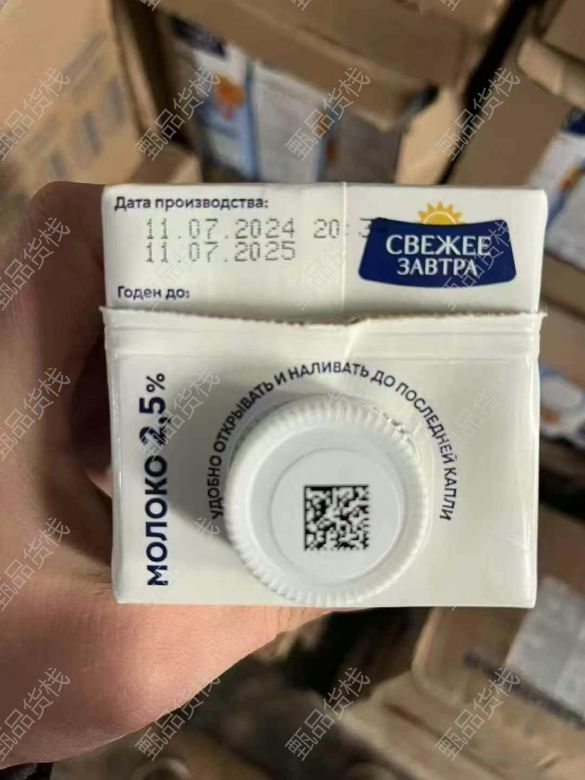 Дата производства:
11.07.2024 20:3
11.07.2025
Годен до:
СВЕЖЕЕ
ЗАВТРА
УДОБНО ОТКРЫВАТЬ И НАЛИВАТЬ ДО ПОСЛЕДНЕЙ КАПЛИ
МОЛОКО 2,5%
甄品货栈